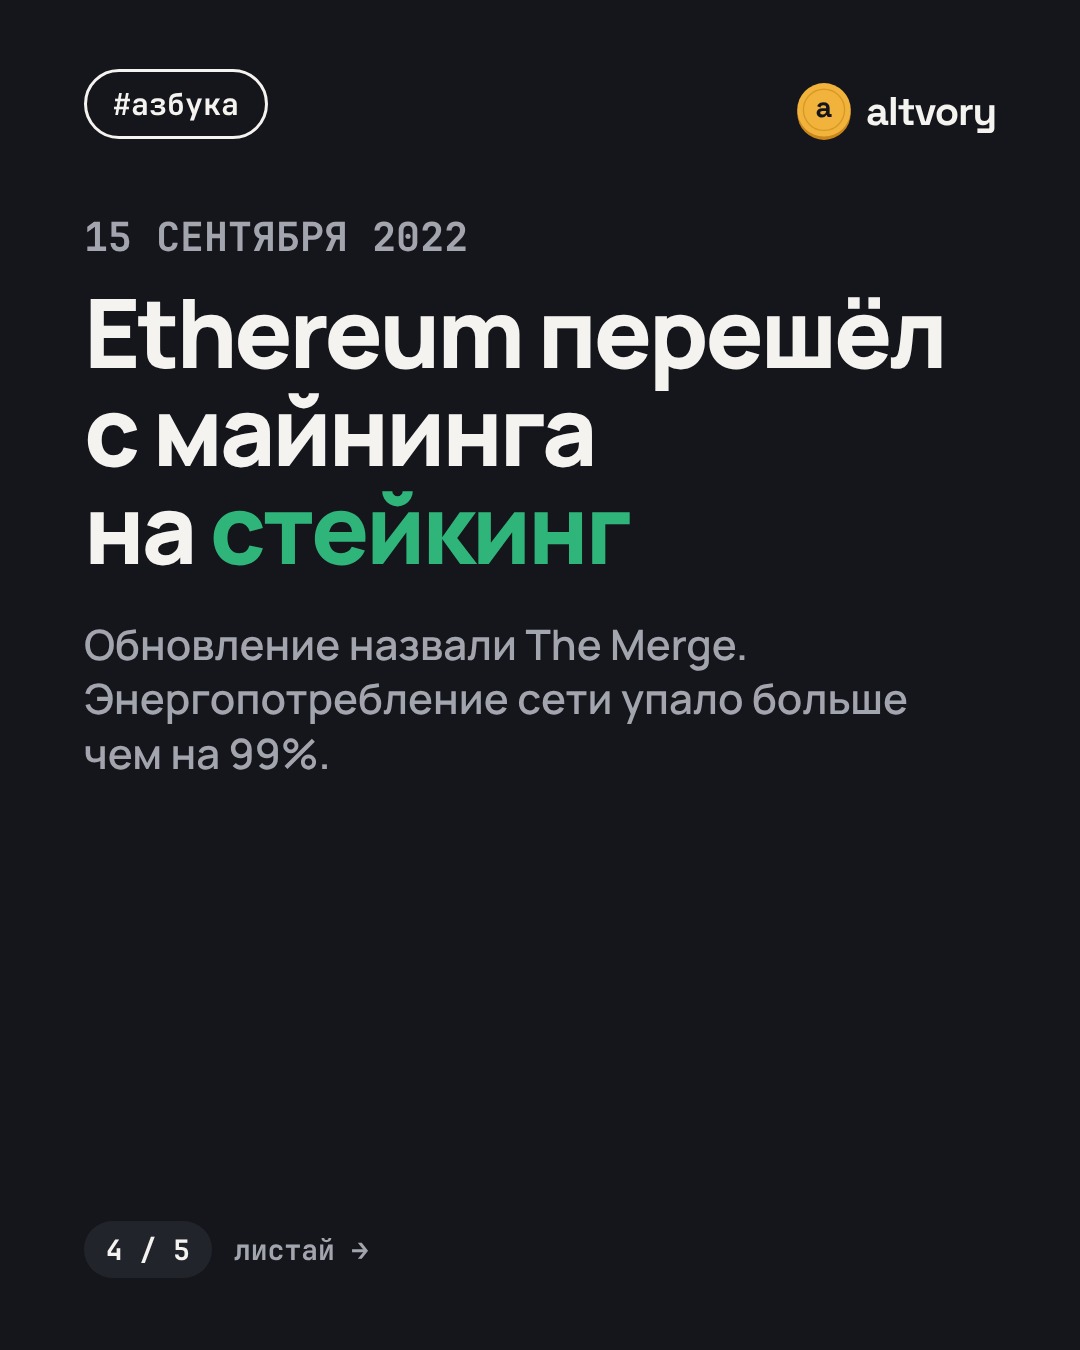 #азбука
a altvory
15 СЕНТЯБРЯ 2022
Ethereum перешёл
с майнинга
на стейкинг
Обновление назвали The Merge.
Энергопотребление сети упало больше
чем на 99%.
4 / 5 листай →